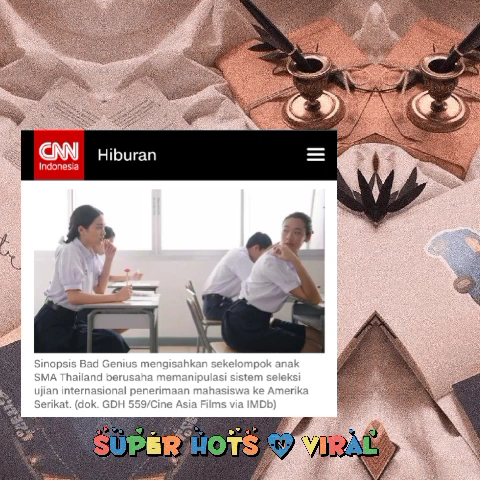 CNN
Indonesia
Hiburan
Sinopsis Bad Genius mengisahkan sekelompok anak
SMA Thailand berusaha memanipulasi sistem seleksi
ujian internasional penerimaan mahasiswa ke Amerika
Serikat. (dok. GDH 559/Cine Asia Films via IMDb)
SUPER HOTS N VIRAL